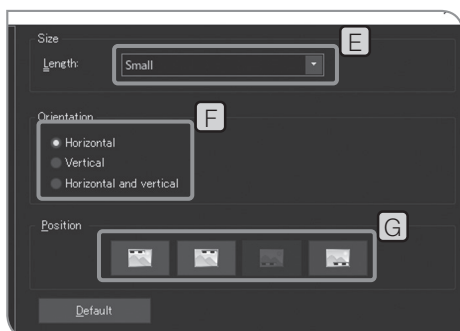 Size
E
Length: Small
Orientation
F
Horizontal
Vertical
Horizontal and vertical
Position
G
Default